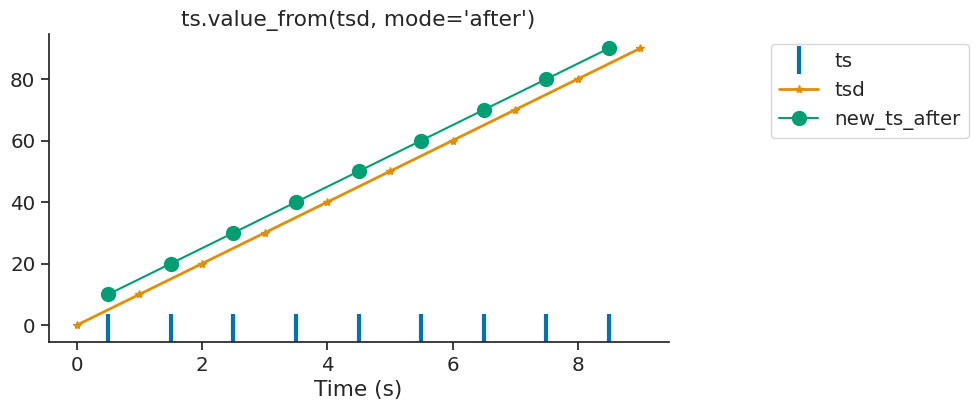 ts.value_from(tsd, mode='after')
80
60
40
20
0
0 2 4 6 8
Time (s)
ts
tsd
new_ts_after